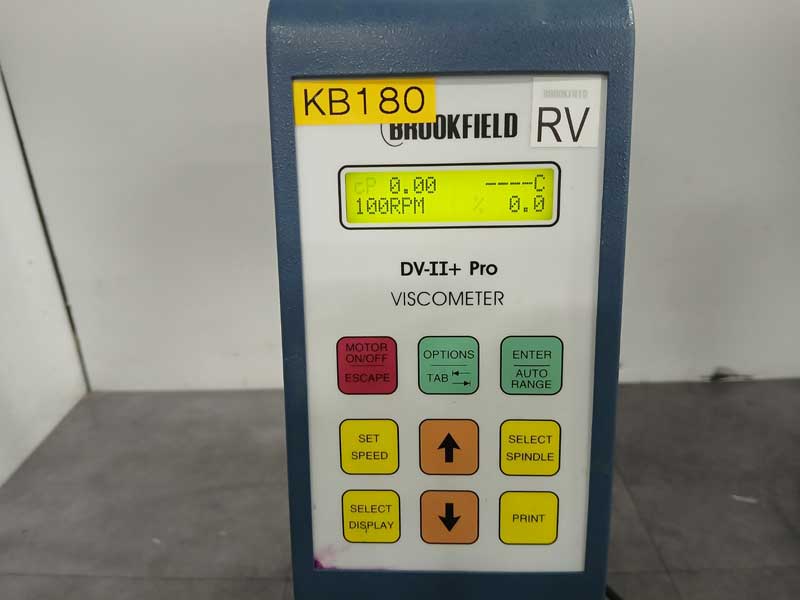 KB180
BROOKFIELD
RV
cP 0.00 ----C
100RPM % 0.0
DV-II+ Pro
VISCOMETER
MOTOR
ON/OFF
ESCAPE
OPTIONS
TAB
ENTER
AUTO
RANGE
SET
SPEED
SELECT
SPINDLE
SELECT
DISPLAY
PRINT